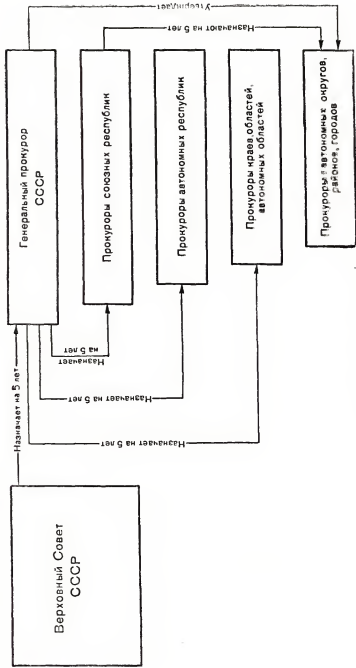 Верховный Совет
СССР
Назначает на 5 лет
Генеральный прокурор
СССР
Назначает
на 5 лет
Назначает на 5 лет
Назначает на 5 лет
Прокуроры союзных республик
Прокуроры автономных республик
Прокуроры краев, областей,
автономных областей
Назначают на 5 лет
Утверждает
Прокуроры автономных округов,
районов, городов